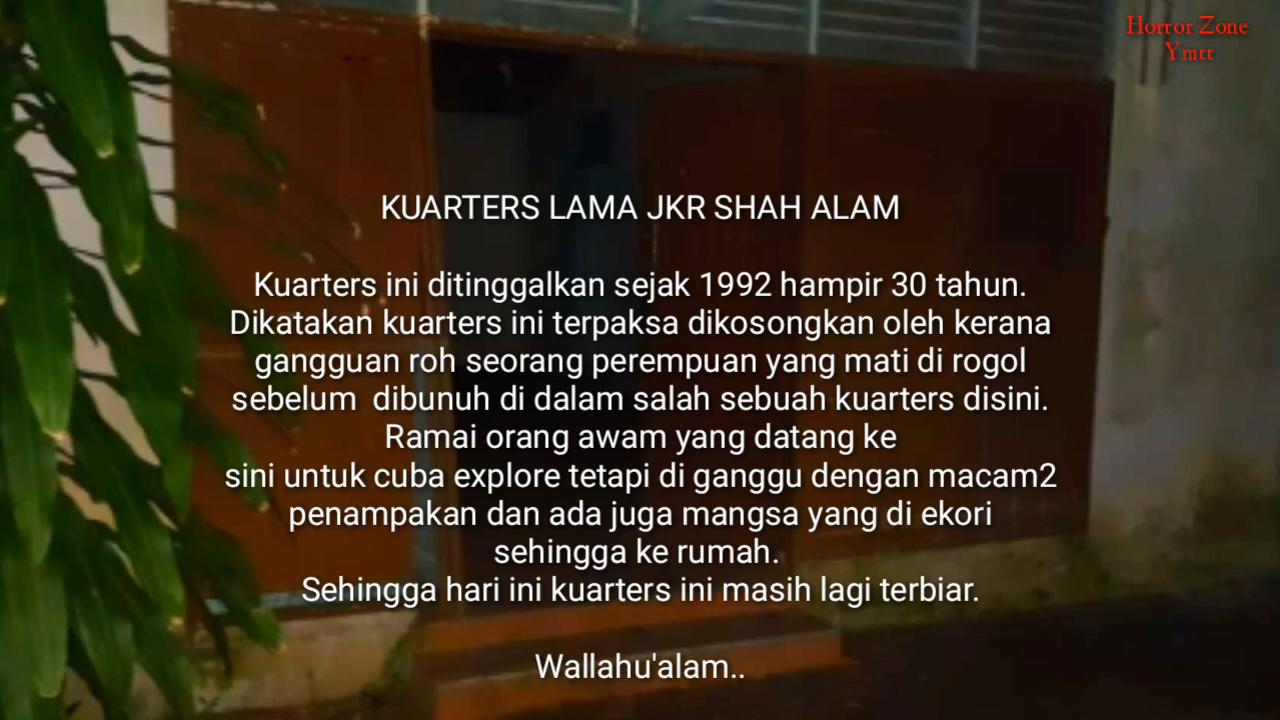 Horror Zone
Ymtt
KUARTERS LAMA JKR SHAH ALAM
Kuarters ini ditinggalkan sejak 1992 hampir 30 tahun.
Dikatakan kuarters ini terpaksa dikosongkan oleh kerana
gangguan roh seorang perempuan yang mati di rogol
sebelum  dibunuh di dalam salah sebuah kuarters disini.
Ramai orang awam yang datang ke
sini untuk cuba explore tetapi di ganggu dengan macam2
penampakan dan ada juga mangsa yang di ekori
sehingga ke rumah.
Sehingga hari ini kuarters ini masih lagi terbiar.
Wallahu'alam..